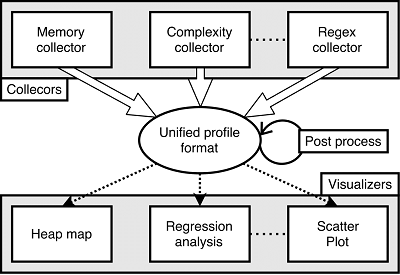 Memory
collector
Complexity
collector
Regex
collector
Collecors
Unified profile
format
Post process
Visualizers
Heap map
Regression
analysis
Scatter
Plot